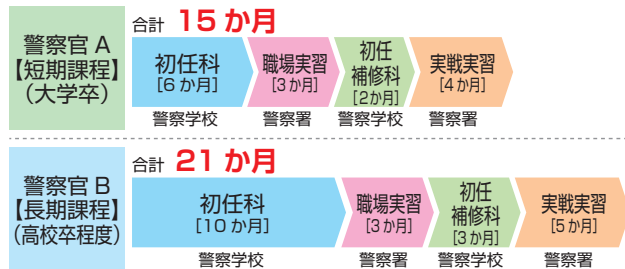 警察官 A
【短期課程】
(大学卒)
合計 15 か月
初任科
[6 か月]
職場実習
[3 か月]
初任
補修科
[2か月]
実戦実習
[4 か月]
警察学校
警察署
警察学校
警察署
警察官 B
【長期課程】
(高校卒程度)
合計 21 か月
初任科
[10 か月]
職場実習
[3 か月]
初任
補修科
[3 か月]
実戦実習
[5 か月]
警察学校
警察署
警察学校
警察署